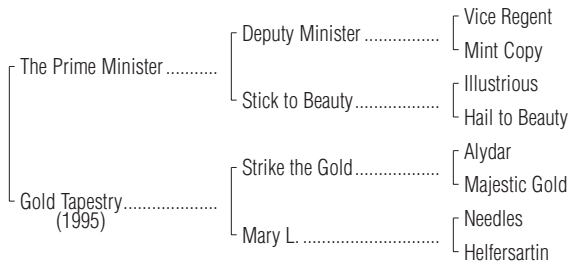 Vice Regent
Deputy Minister ................
Mint Copy
The Prime Minister ...........
Illustrious
Stick to Beauty ..................
Hail to Beauty
Alydar
Strike the Gold ..................
Majestic Gold
Gold Tapestry ....................
(1995)
Needles
Mary L. .............................
Helfersartin